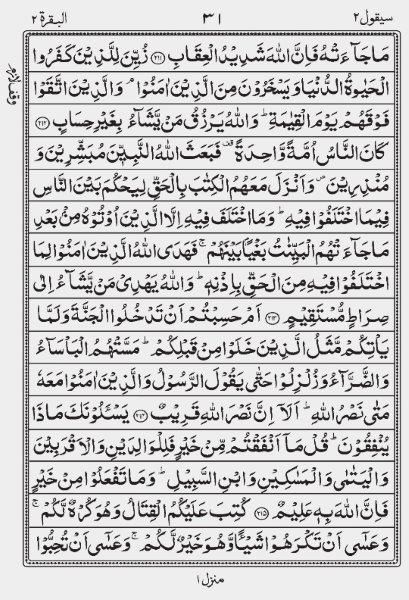 سيقول ٢ ٣١ البقرة ٢
مَا جَآءَتْهُ فَاِنَّ اللّٰهَ شَدِيْدُ الْعِقَابِ ﴿٢١١﴾ زُيِّنَ لِلَّذِيْنَ كَفَرُوا
وقف لازم
الْحَيٰوةُ الدُّنْيَا وَيَسْخَرُوْنَ مِنَ الَّذِيْنَ اٰمَنُوْا ۘ وَالَّذِيْنَ اتَّقَوْا
فَوْقَهُمْ يَوْمَ الْقِيٰمَةِ ؕ وَاللّٰهُ يَرْزُقُ مَنْ يَّشَآءُ بِغَيْرِ حِسَابٍ ﴿٢١٢﴾
كَانَ النَّاسُ اُمَّةً وَّاحِدَةً ۟ فَبَعَثَ اللّٰهُ النَّبِيّٖنَ مُبَشِّرِيْنَ وَ
مُنْذِرِيْنَ ۪ وَاَنْزَلَ مَعَهُمُ الْكِتٰبَ بِالْحَقِّ لِيَحْكُمَ بَيْنَ النَّاسِ
فِيْمَا اخْتَلَفُوْا فِيْهِ ؕ وَمَا اخْتَلَفَ فِيْهِ اِلَّا الَّذِيْنَ اُوْتُوْهُ مِنْۢ بَعْدِ
مَا جَآءَتْهُمُ الْبَيِّنٰتُ بَغْيًاۢ بَيْنَهُمْ ۚ فَهَدَى اللّٰهُ الَّذِيْنَ اٰمَنُوْا لِمَا
اخْتَلَفُوْا فِيْهِ مِنَ الْحَقِّ بِاِذْنِهٖ ؕ وَاللّٰهُ يَهْدِيْ مَنْ يَّشَآءُ اِلٰى
صِرَاطٍ مُّسْتَقِيْمٍ ﴿٢١٣﴾ اَمْ حَسِبْتُمْ اَنْ تَدْخُلُوا الْجَنَّةَ وَلَمَّا
يَاْتِكُمْ مَّثَلُ الَّذِيْنَ خَلَوْا مِنْ قَبْلِكُمْ ؕ مَسَّتْهُمُ الْبَاْسَآءُ
وَالضَّرَّآءُ وَزُلْزِلُوْا حَتّٰى يَقُوْلَ الرَّسُوْلُ وَالَّذِيْنَ اٰمَنُوْا مَعَهٗ
مَتٰى نَصْرُ اللّٰهِ ؕ اَلَاۤ اِنَّ نَصْرَ اللّٰهِ قَرِيْبٌ ﴿٢١٤﴾ يَسْـَٔلُوْنَكَ مَاذَا
يُنْفِقُوْنَ ؕ قُلْ مَاۤ اَنْفَقْتُمْ مِّنْ خَيْرٍ فَلِلْوَالِدَيْنِ وَالْاَقْرَبِيْنَ
وَالْيَتٰمٰى وَالْمَسٰكِيْنِ وَابْنِ السَّبِيْلِ ؕ وَمَا تَفْعَلُوْا مِنْ خَيْرٍ
فَاِنَّ اللّٰهَ بِهٖ عَلِيْمٌ ﴿٢١٥﴾ كُتِبَ عَلَيْكُمُ الْقِتَالُ وَهُوَ كُرْهٌ لَّكُمْ ۚ
وَعَسٰۤى اَنْ تَكْرَهُوْا شَيْـًٔا وَّهُوَ خَيْرٌ لَّكُمْ ۚ وَعَسٰۤى اَنْ تُحِبُّوْا
منزل ١